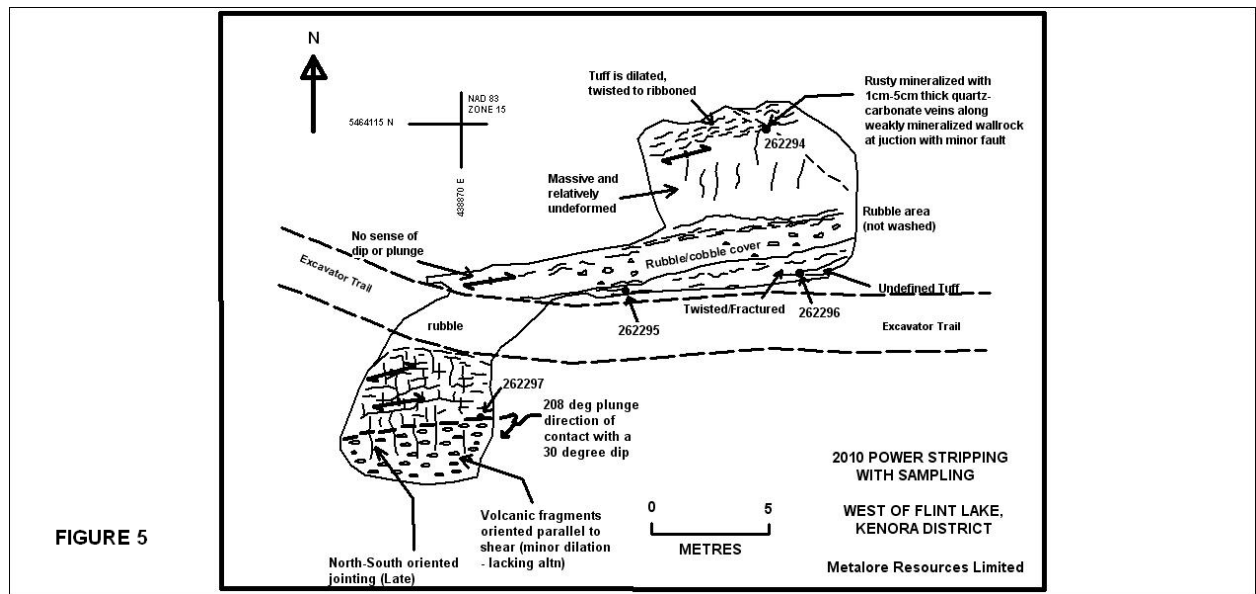 N
NAD 83
ZONE 15
5464115 N
438870 E
Tuff is dilated,
twisted to ribboned
Rusty mineralized with
1cm-5cm thick quartz-
carbonate veins along
weakly mineralized wallrock
at juction with minor fault
262294
Massive and
relatively
undeformed
Rubble area
(not washed)
No sense of
dip or plunge
Rubble/cobble cover
Excavator Trail
Undefined Tuff
Twisted/Fractured
262296
262295
Excavator Trail
rubble
262297
208 deg plunge
direction of
contact with a
30 degree dip
2010 POWER STRIPPING
WITH SAMPLING
WEST OF FLINT LAKE,
KENORA DISTRICT
Metalore Resources Limited
0 5
METRES
Volcanic fragments
oriented parallel to
shear (minor dilation
- lacking altn)
North-South oriented
jointing (Late)
FIGURE 5